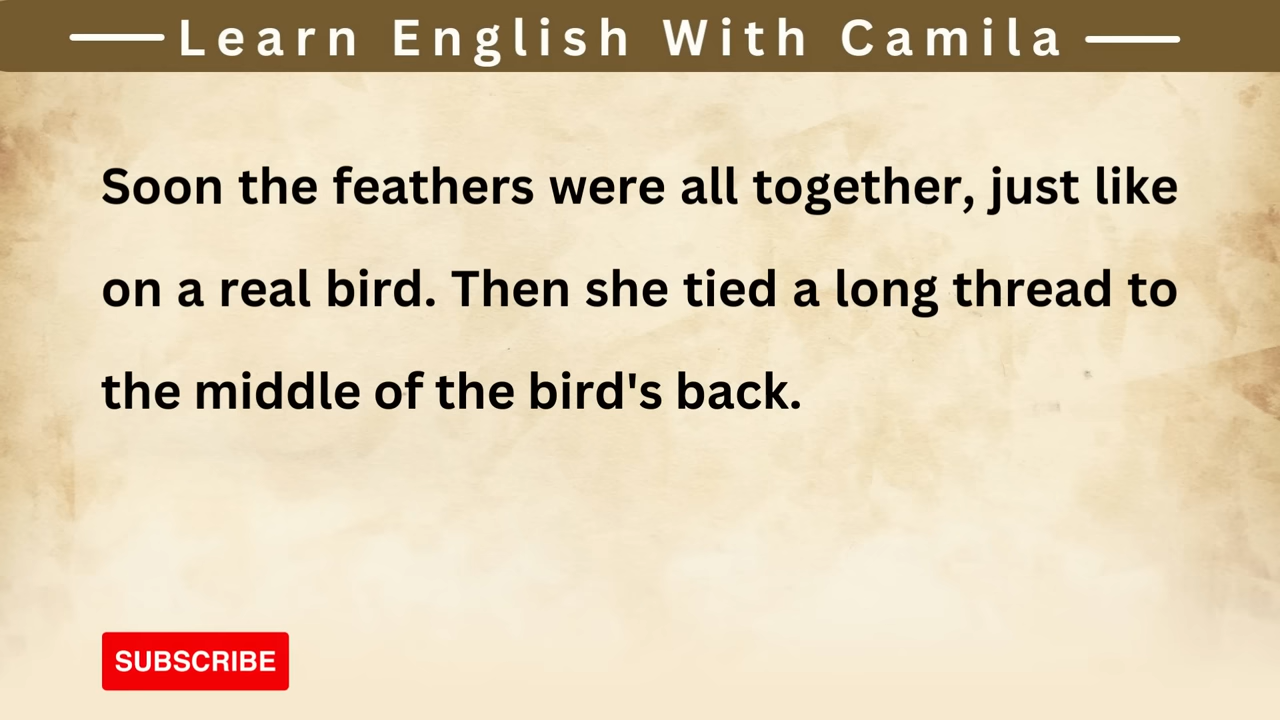 Learn English With Camila
Soon the feathers were all together, just like
on a real bird. Then she tied a long thread to
the middle of the bird's back.
SUBSCRIBE